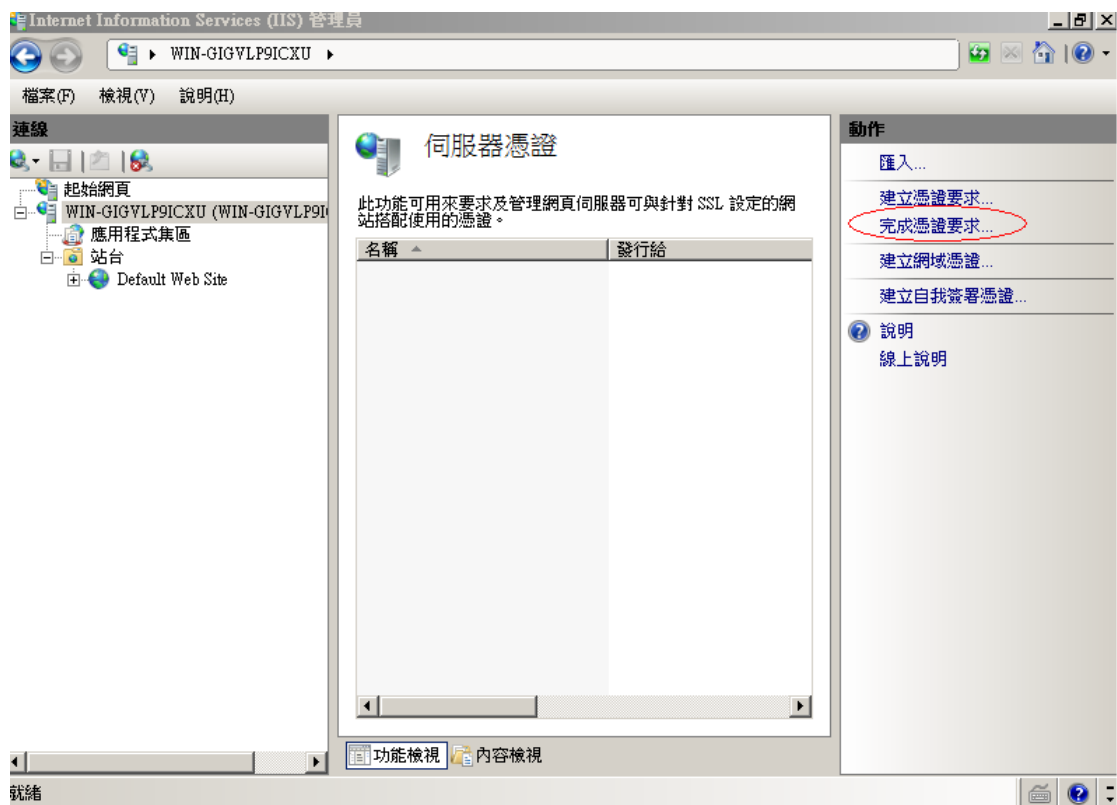 Internet Information Services (IIS) 管理員
WIN-GIGVLP9ICXU
檔案(F) 檢視(V) 說明(H)
連線
起始網頁
WIN-GIGVLP9ICXU (WIN-GIGVLP9I
應用程式集區
站台
Default Web Site
伺服器憑證
此功能可用來要求及管理網頁伺服器可與針對 SSL 設定的網
站搭配使用的憑證。
名稱 發行給
功能檢視 內容檢視
動作
匯入...
建立憑證要求...
完成憑證要求...
建立網域憑證...
建立自我簽署憑證...
說明
線上說明
就緒